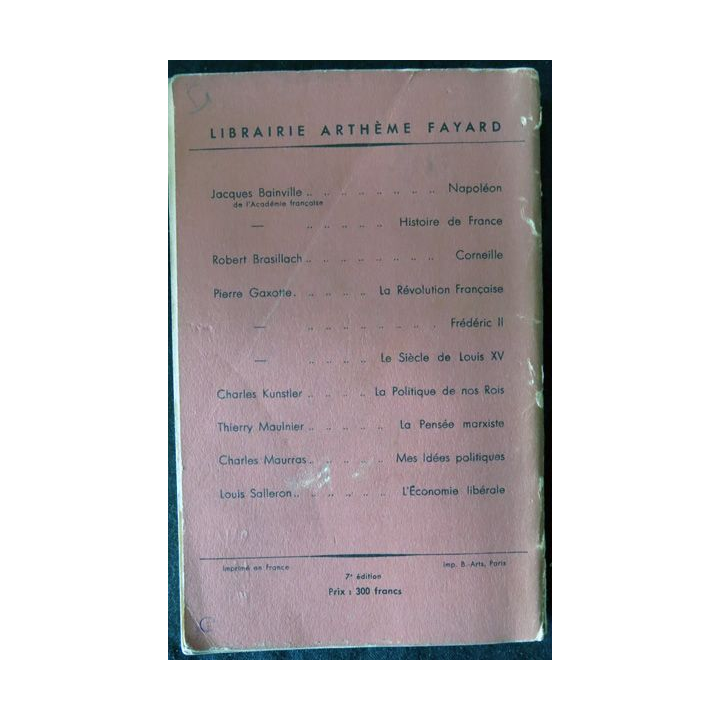 LIBRAIRIE ARTHÈME FAYARD
Jacques Bainville .. .. .. .. .. .. .. .. Napoléon
de l'Académie française
— .. .. .. .. .. Histoire de France
Robert Brasillach .. .. .. .. .. .. .. .. Corneille
Pierre Gaxotte. .. .. .. .. La Révolution Française
— .. .. .. .. .. .. .. .. Frédéric II
— .. .. .. .. Le Siècle de Louis XV
Charles Kunstler .. .. .. .. La Politique de nos Rois
Thierry Maulnier .. .. .. .. .. La Pensée marxiste
Charles Maurras .. .. .. .. .. Mes Idées politiques
Louis Salleron .. .. .. .. .. .. L'Économie libérale
Imprimé en France
7e édition
Imp. B.-Arts, Paris
Prix : 300 francs